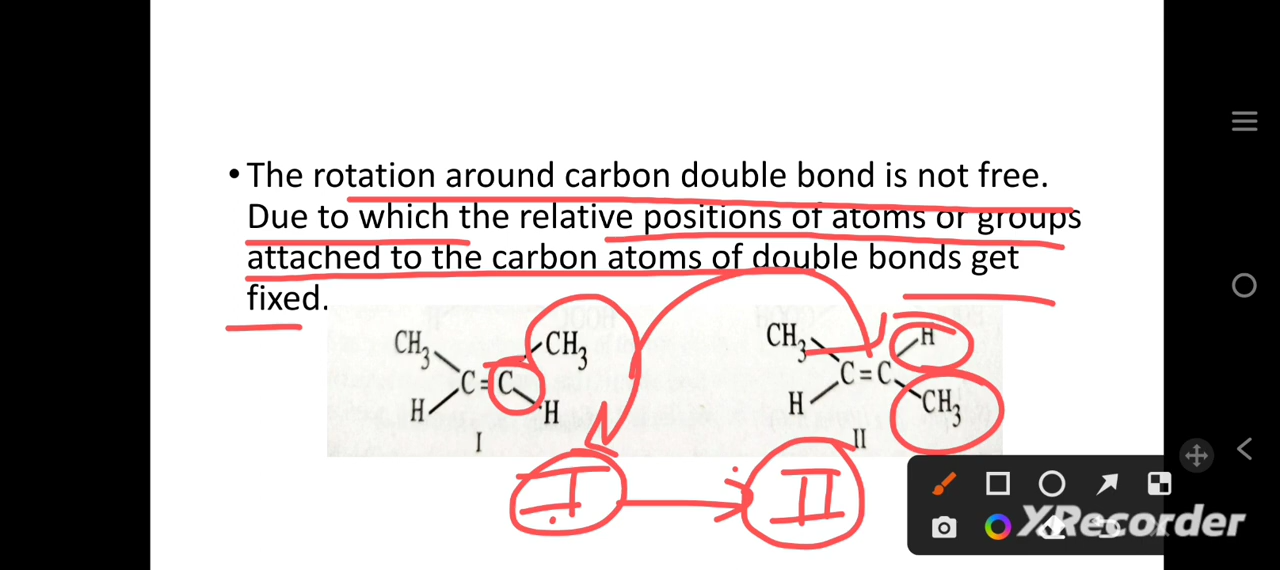 • The rotation around carbon double bond is not free.
Due to which the relative positions of atoms or groups
attached to the carbon atoms of double bonds get
fixed.
CH3 CH3
C=C
H H
I
CH3 H
C=C
H CH3
II
I II
XRecorder